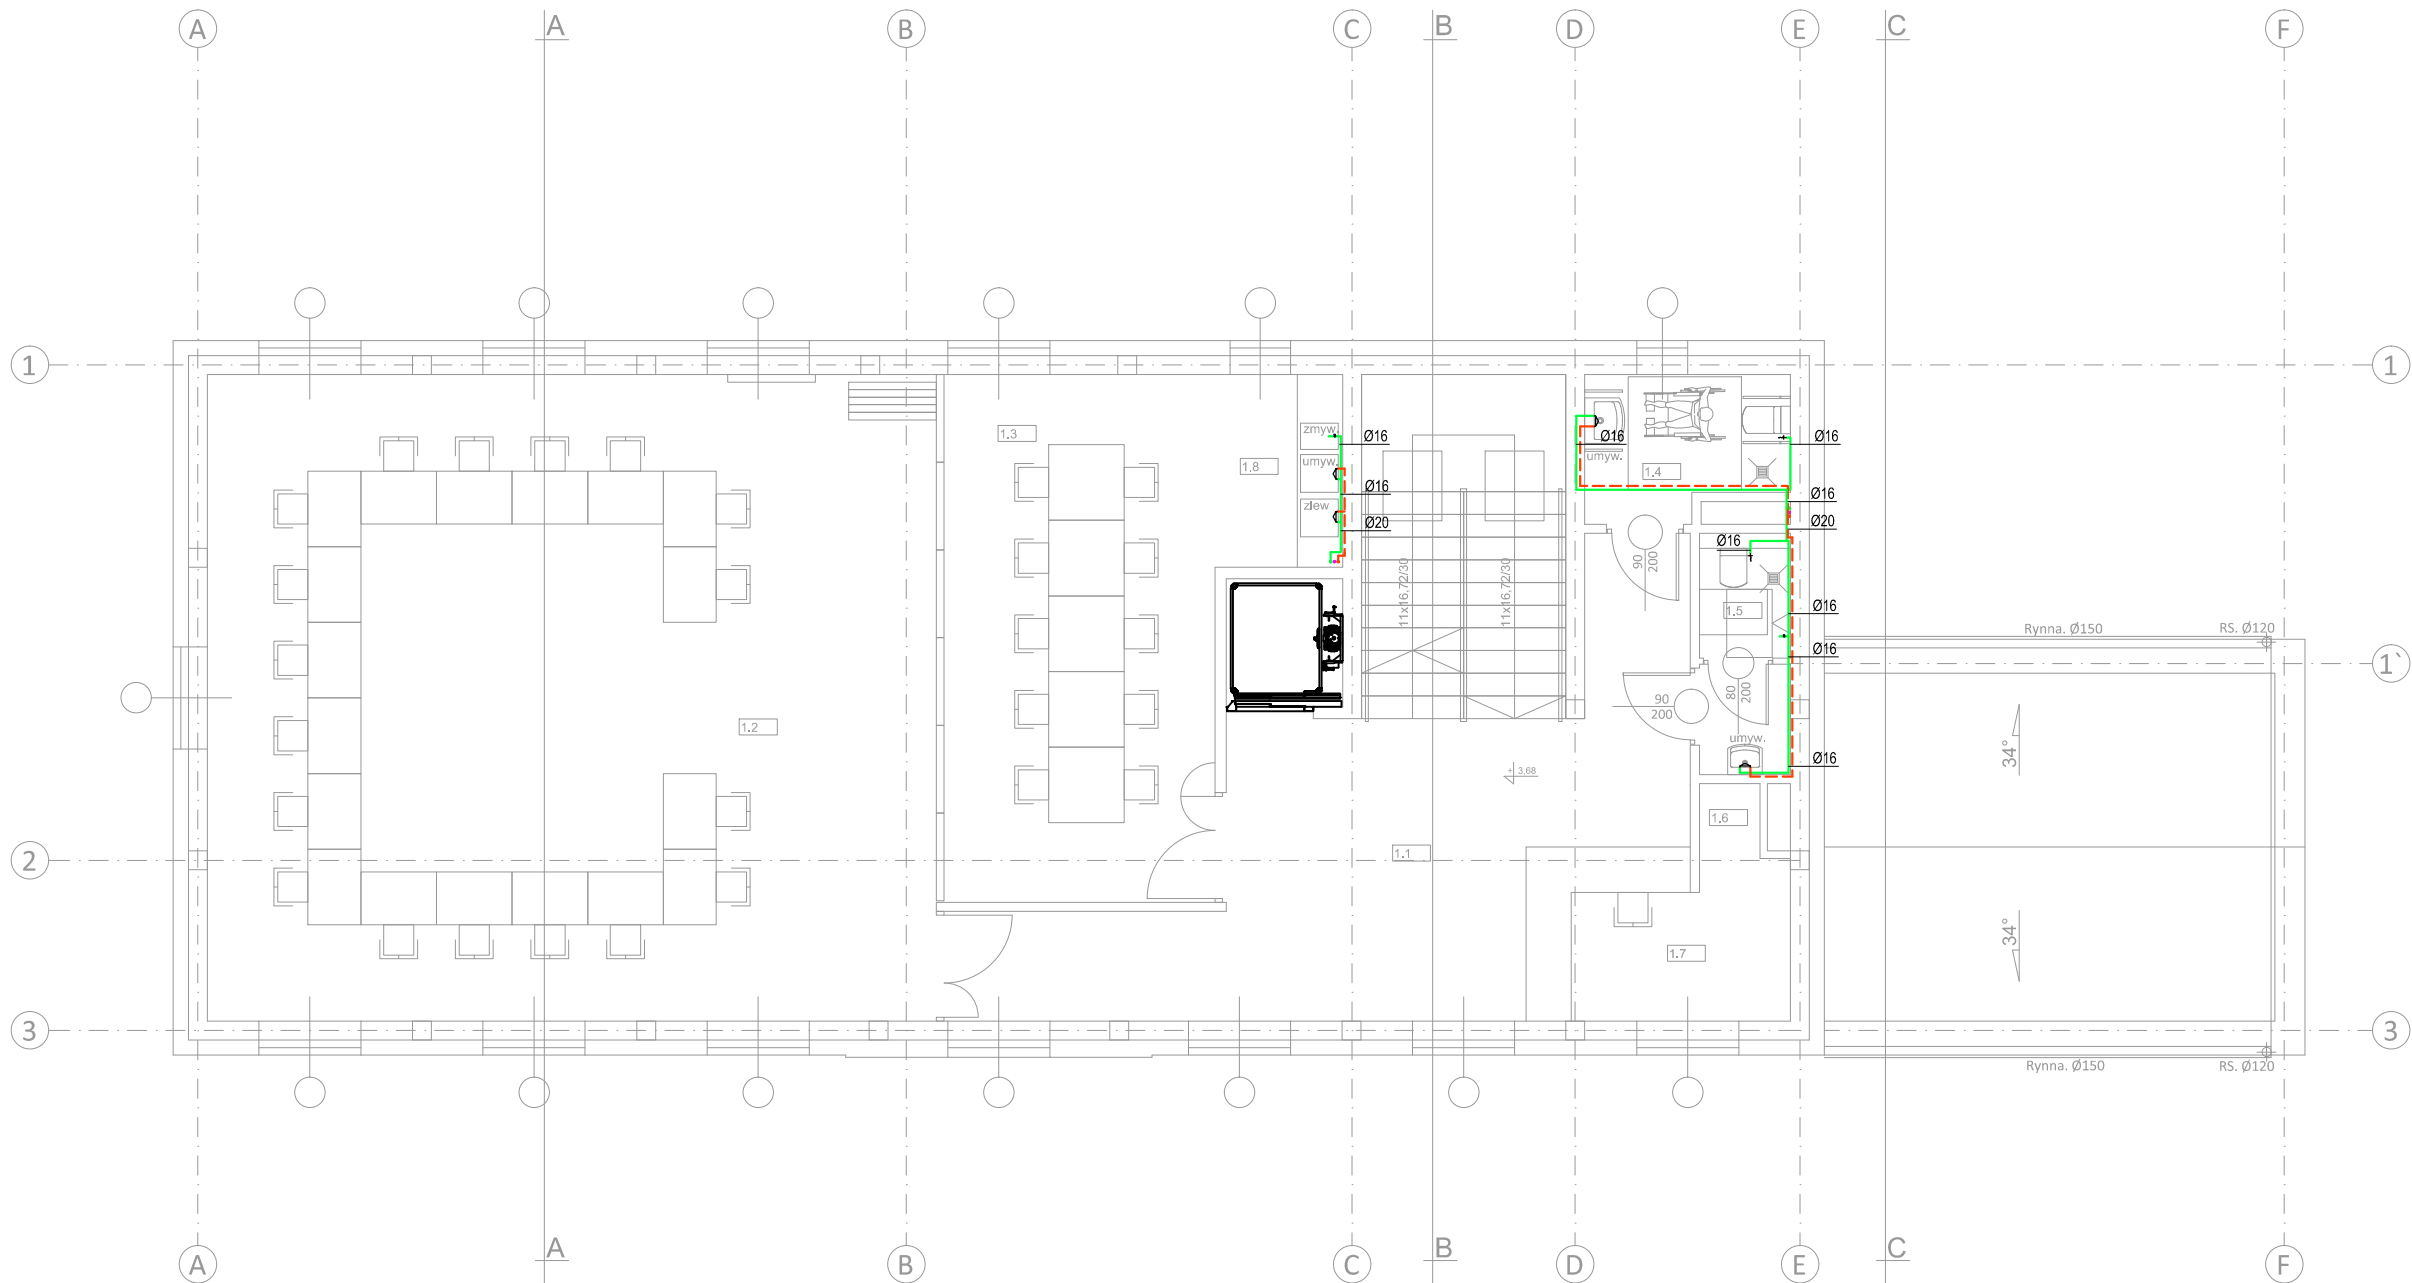 A A B C B D E C F
1 1
zmyw.
Ø16
1.3
umyw.
1.8
Ø16
zlew
Ø20
Ø16
umyw.
1.4
Ø16
Ø16
Ø20
Ø16
90
200
11x16,72/30
11x16,72/30
1.5
Ø16
Ø16
Rynna. Ø150
RS. Ø120
1`
80
200
90
200
1.2
umyw.
Ø16
+ 3.68
34°
1.6
1.1
2
34°
1.7
3 3
Rynna. Ø150
RS. Ø120
A A B C B D E C F